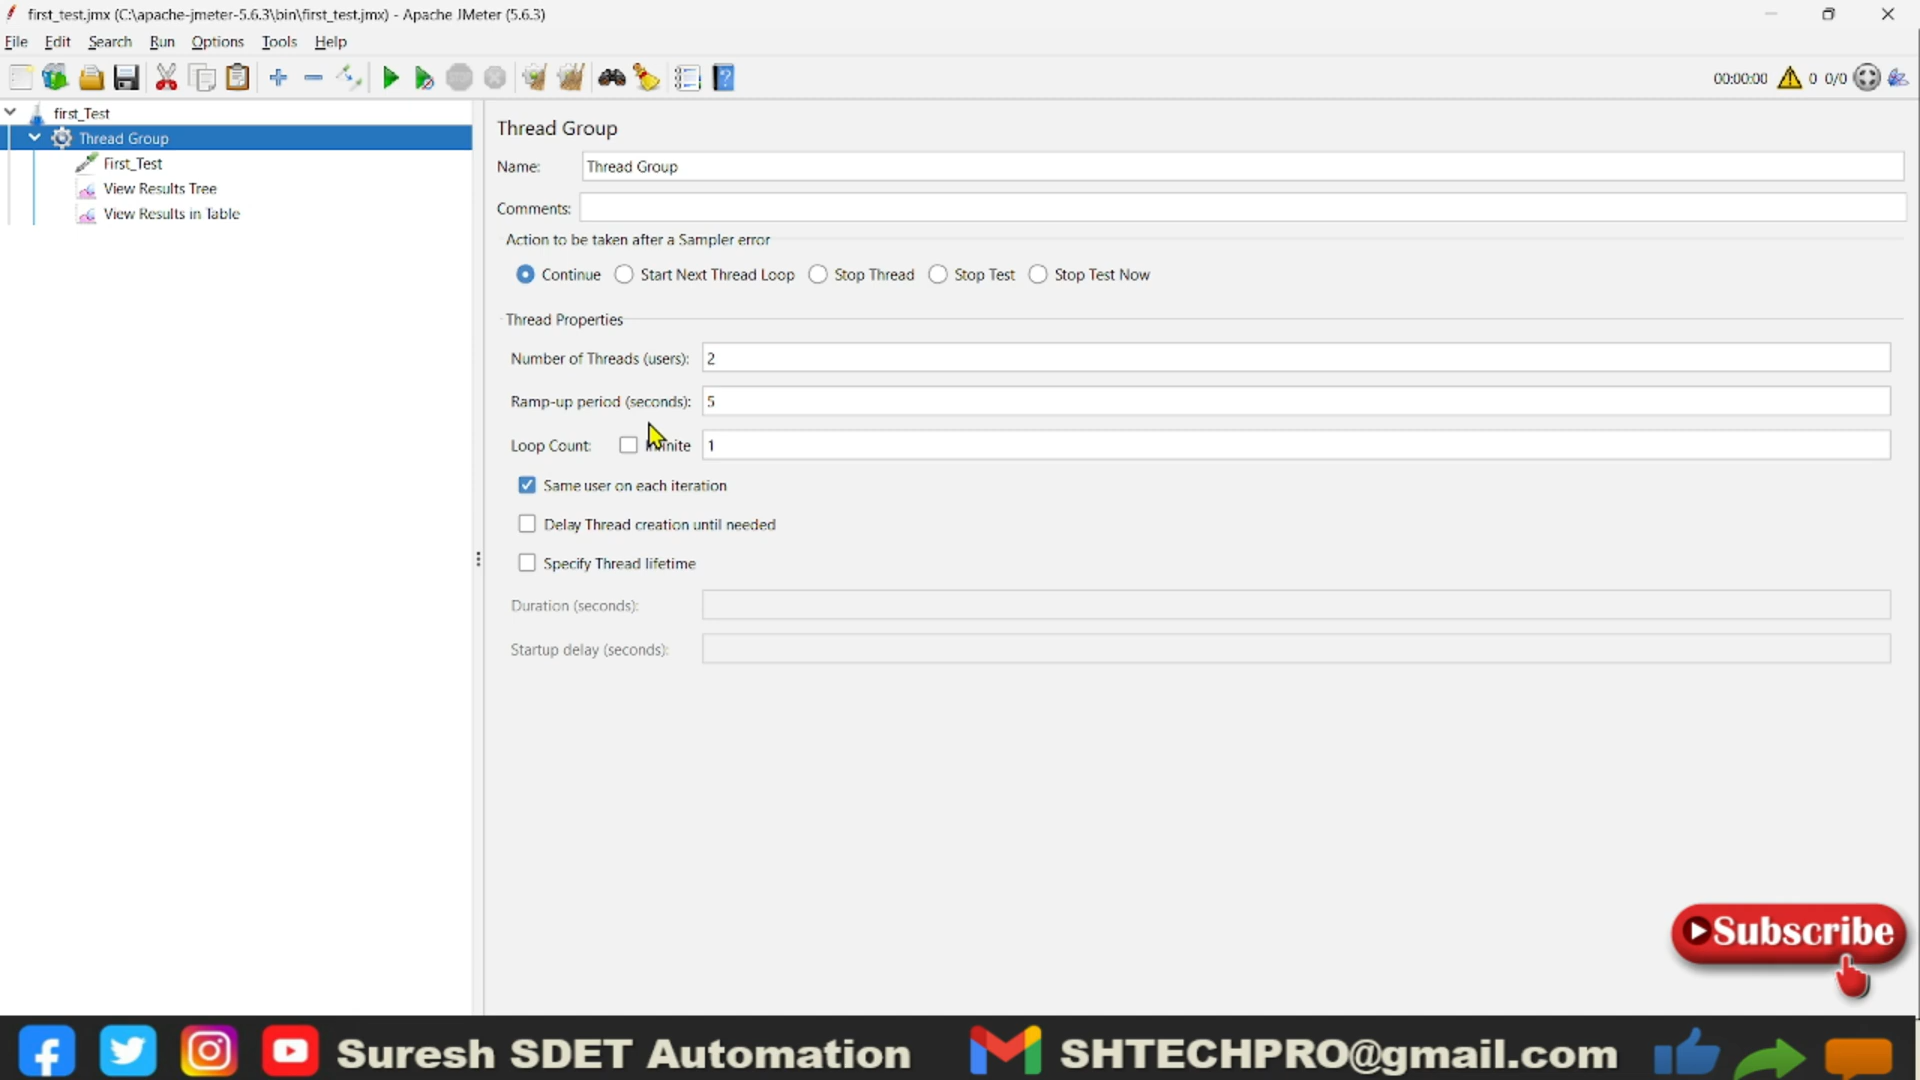 first_test.jmx (C:\apache-jmeter-5.6.3\bin\first_test.jmx) - Apache JMeter (5.6.3)
File Edit Search Run Options Tools Help
00:00:00 0 0/0
first_Test
Thread Group
First_Test
View Results Tree
View Results in Table
Thread Group
Name: Thread Group
Comments:
Action to be taken after a Sampler error
Continue Start Next Thread Loop Stop Thread Stop Test Stop Test Now
Thread Properties
Number of Threads (users): 2
Ramp-up period (seconds): 5
Loop Count: Infinite 1
Same user on each iteration
Delay Thread creation until needed
Specify Thread lifetime
Duration (seconds):
Startup delay (seconds):
Subscribe
Suresh SDET Automation SHTECHPRO@gmail.com